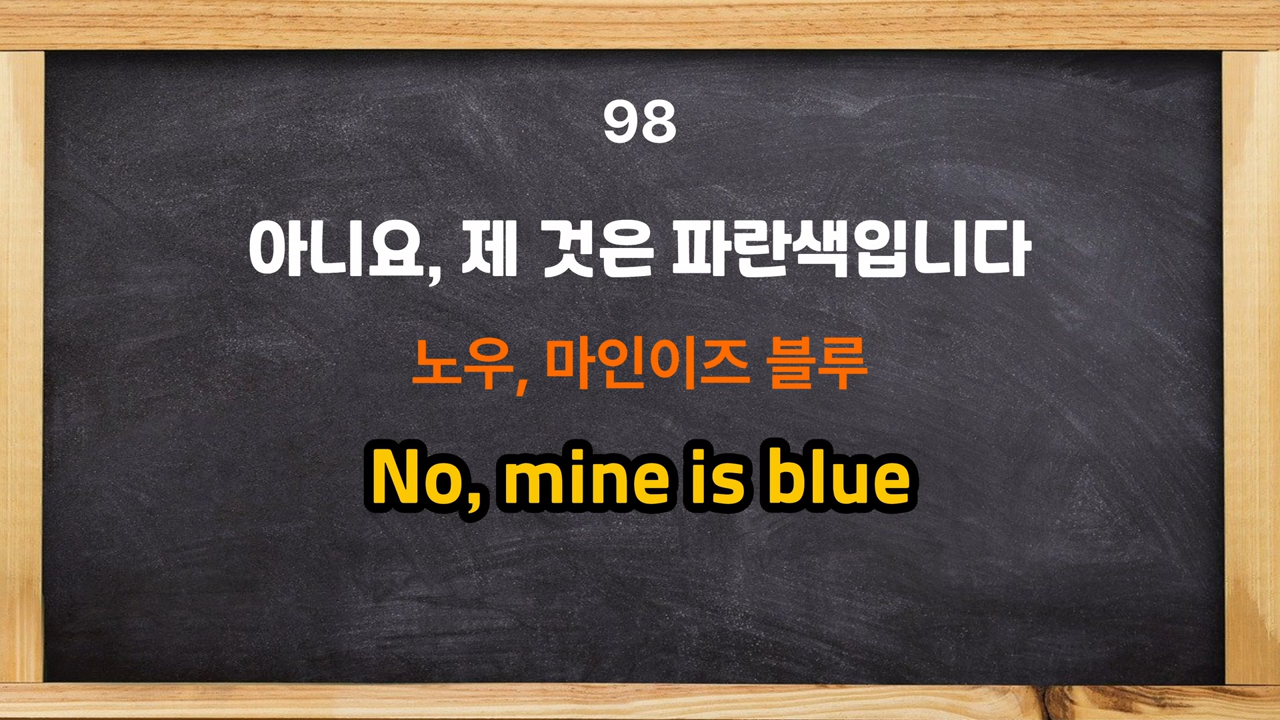 98
아니요, 제 것은 파란색입니다
노우, 마인이즈 블루
No, mine is blue